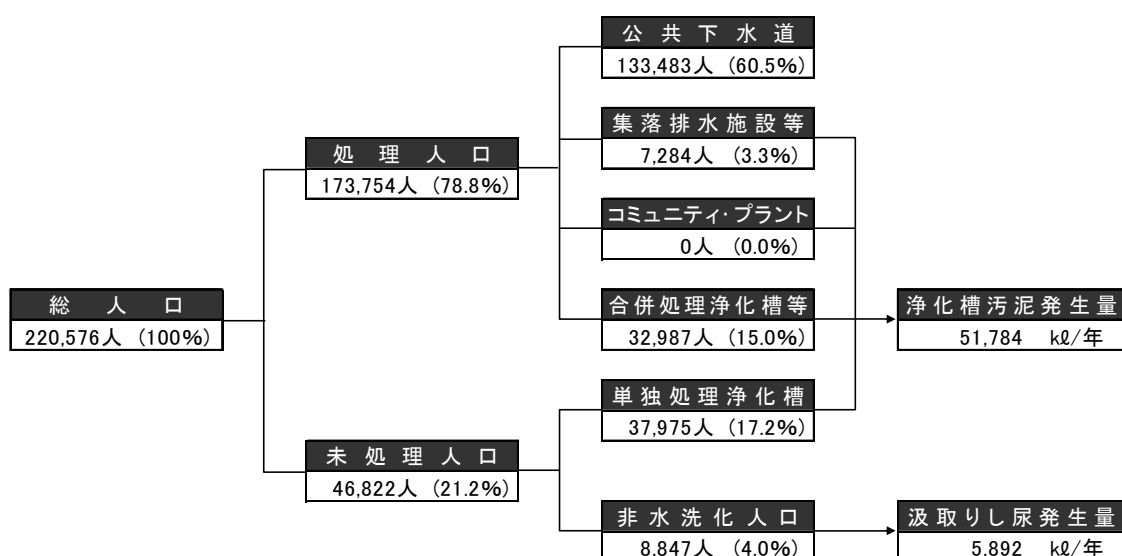 公共下水道
133,483人 (60.5%)
集落排水施設等
7,284人 (3.3%)
処理人口
173,754人 (78.8%)
コミュニティ・プラント
0人 (0.0%)
総人口
220,576人 (100%)
合併処理浄化槽等
32,987人 (15.0%)
浄化槽汚泥発生量
51,784 kℓ/年
単独処理浄化槽
37,975人 (17.2%)
未処理人口
46,822人 (21.2%)
非水洗化人口
8,847人 (4.0%)
汲取りし尿発生量
5,892 kℓ/年